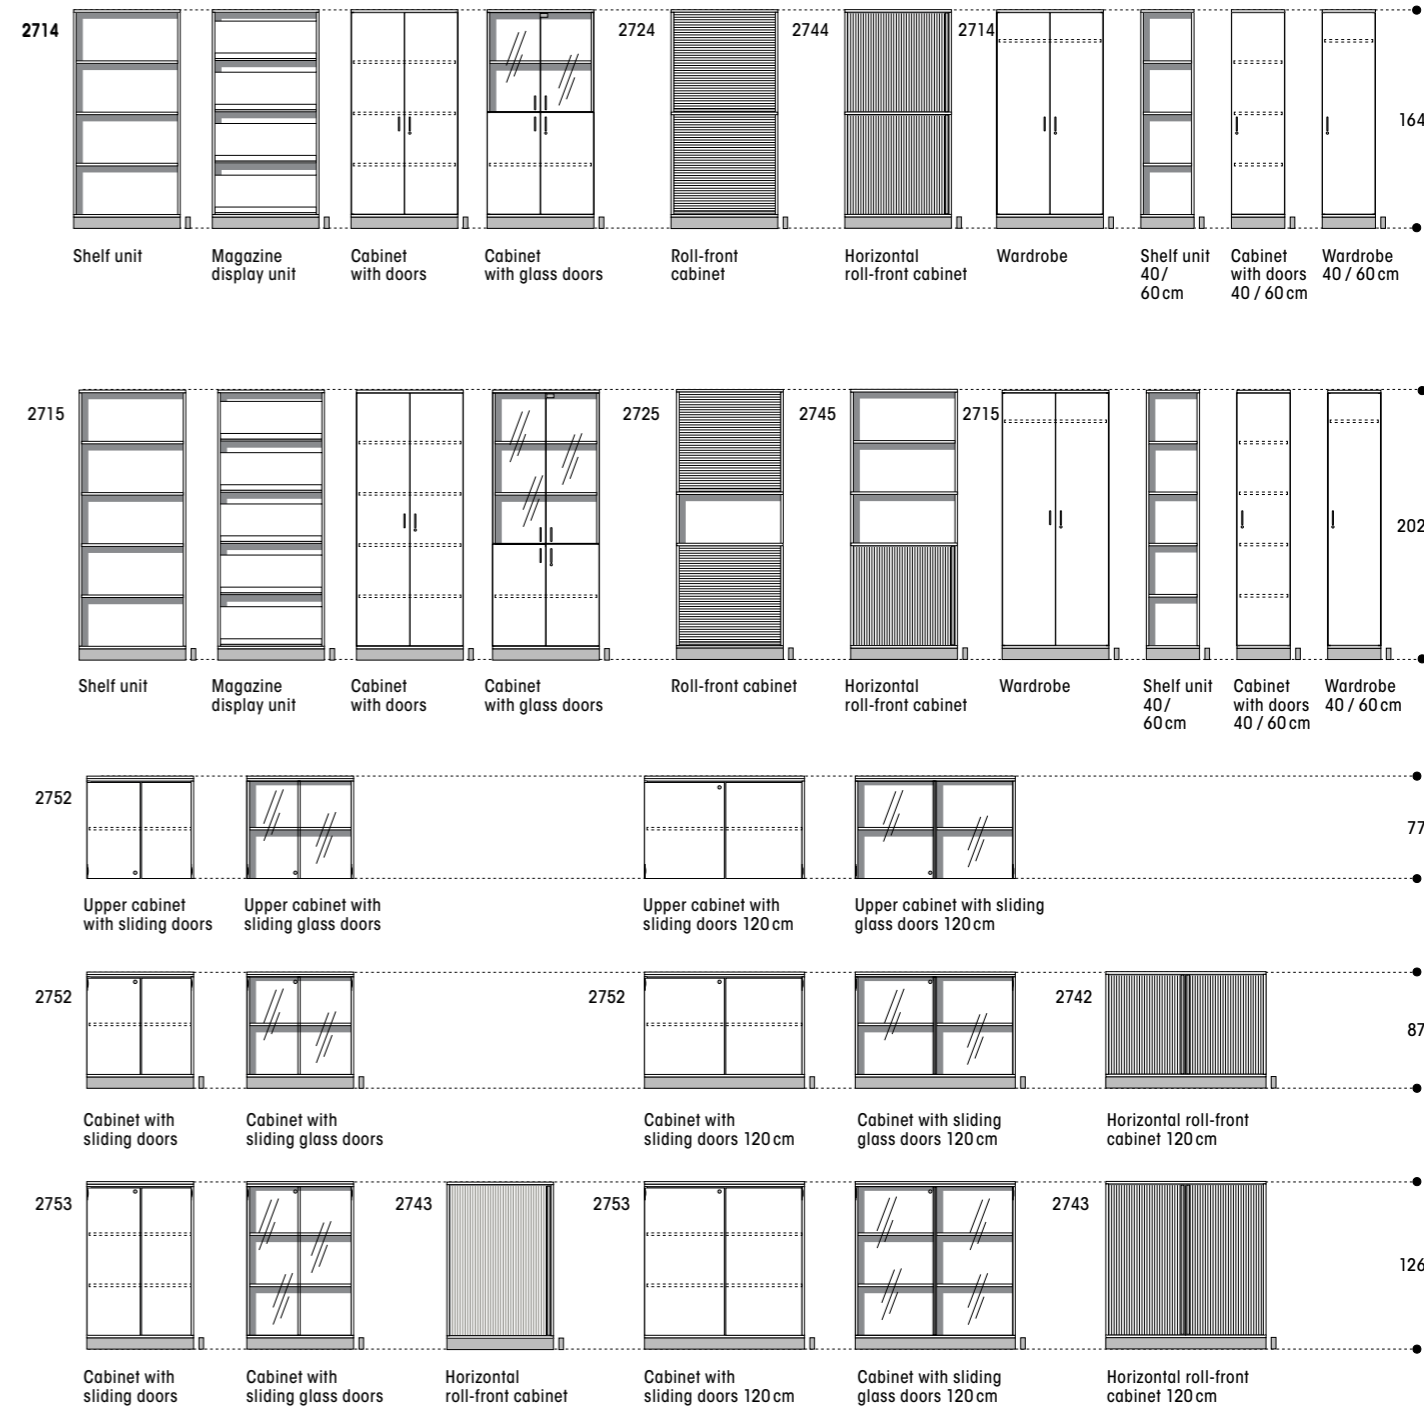 2714
2724
2744
2714
164
Shelf unit
Magazine
display unit
Cabinet
with doors
Cabinet
with glass doors
Roll-front
cabinet
Horizontal
roll-front cabinet
Wardrobe
Shelf unit
40/
60 cm
Cabinet
with doors
40 / 60 cm
Wardrobe
40 / 60 cm
2715
2725
2745
2715
202
Shelf unit
Magazine
display unit
Cabinet
with doors
Cabinet
with glass doors
Roll-front cabinet
Horizontal
roll-front cabinet
Wardrobe
Shelf unit
40/
60 cm
Cabinet
with doors
40 / 60 cm
Wardrobe
40 / 60 cm
2752
77
Upper cabinet
with sliding doors
Upper cabinet with
sliding glass doors
Upper cabinet with
sliding doors 120 cm
Upper cabinet with sliding
glass doors 120 cm
2752
2752
2742
87
Cabinet with
sliding doors
Cabinet with
sliding glass doors
Cabinet with
sliding doors 120 cm
Cabinet with sliding
glass doors 120 cm
Horizontal roll-front
cabinet 120 cm
2753
2743
2753
2743
126
Cabinet with
sliding doors
Cabinet with
sliding glass doors
Horizontal
roll-front cabinet
Cabinet with
sliding doors 120 cm
Cabinet with sliding
glass doors 120 cm
Horizontal roll-front
cabinet 120 cm